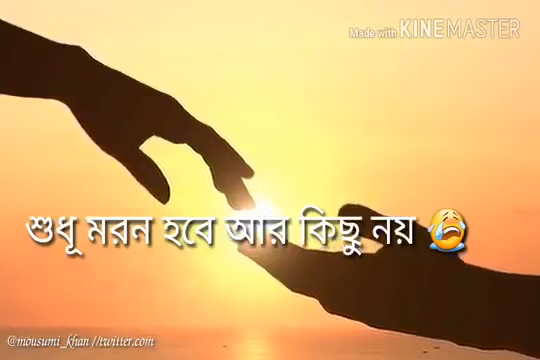 Made with KINEMASTER
শুধূ মরন হবে আর কিছু নয় 😭
@mousumi_khan //twitter.com